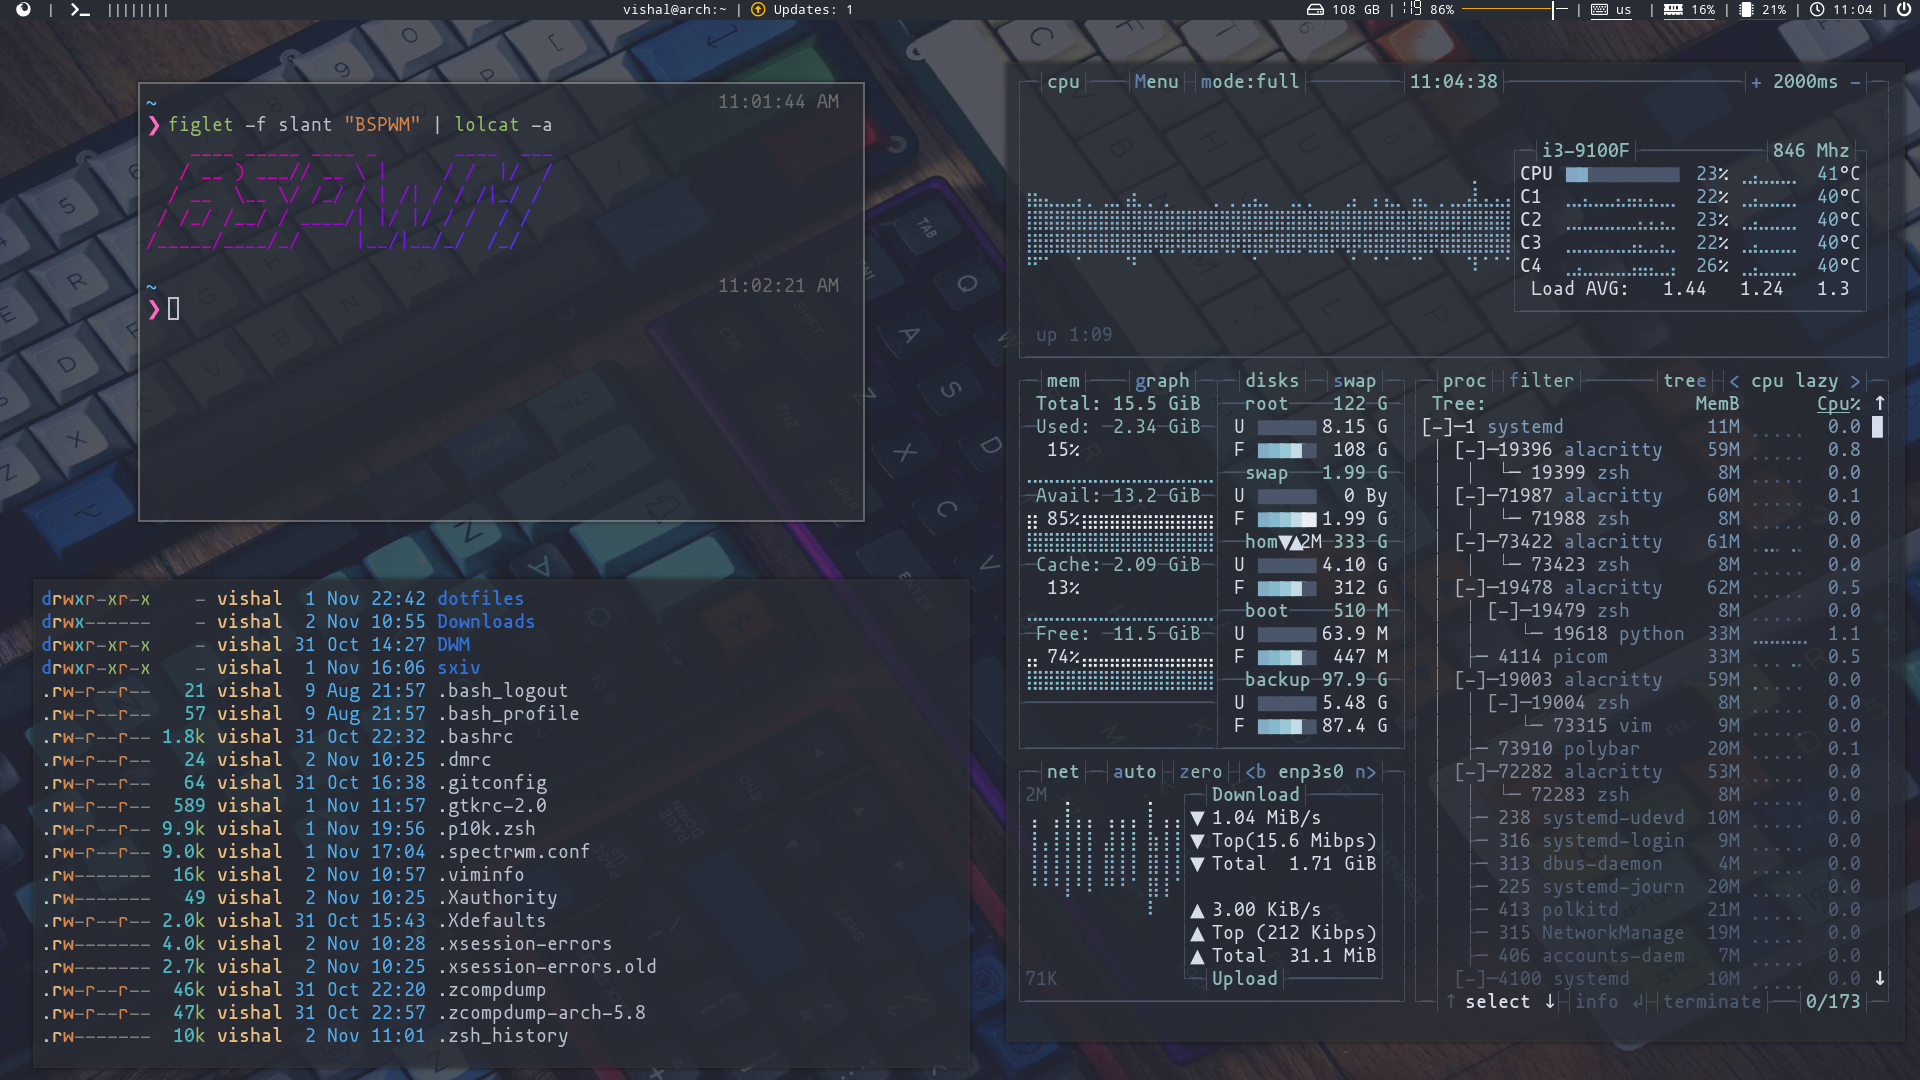 vishal@arch:~ | Updates: 1
108 GB | 86% | us | 16% | 21% | 11:04 |
~ 11:01:44 AM
❯ figlet -f slant "BSPWM" | lolcat -a
BSPWM
~ 11:02:21 AM
❯
drwxr-xr-x - vishal 1 Nov 22:42 dotfiles
drwx------ - vishal 2 Nov 10:55 Downloads
drwxr-xr-x - vishal 31 Oct 14:27 DWM
drwxr-xr-x - vishal 1 Nov 16:06 sxiv
.rw-r--r-- 21 vishal 9 Aug 21:57 .bash_logout
.rw-r--r-- 57 vishal 9 Aug 21:57 .bash_profile
.rw-r--r-- 1.8k vishal 31 Oct 22:32 .bashrc
.rw-r--r-- 24 vishal 2 Nov 10:25 .dmrc
.rw-r--r-- 64 vishal 31 Oct 16:38 .gitconfig
.rw-r--r-- 589 vishal 1 Nov 11:57 .gtkrc-2.0
.rw-r--r-- 9.9k vishal 1 Nov 19:56 .p10k.zsh
.rw-r--r-- 9.0k vishal 1 Nov 17:04 .spectrwm.conf
.rw------- 16k vishal 2 Nov 10:57 .viminfo
.rw------- 49 vishal 2 Nov 10:25 .Xauthority
.rw-r--r-- 2.0k vishal 31 Oct 15:43 .Xdefaults
.rw------- 4.0k vishal 2 Nov 10:28 .xsession-errors
.rw------- 2.7k vishal 2 Nov 10:25 .xsession-errors.old
.rw-r--r-- 46k vishal 31 Oct 22:20 .zcompdump
.rw-r--r-- 47k vishal 31 Oct 22:57 .zcompdump-arch-5.8
.rw------- 10k vishal 2 Nov 11:01 .zsh_history
cpu Menu mode:full 11:04:38 + 2000ms -
i3-9100F 846 Mhz
CPU 23% 41°C
C1 22% 40°C
C2 23% 40°C
C3 22% 40°C
C4 26% 40°C
Load AVG: 1.44 1.24 1.3
up 1:09
mem graph
Total: 15.5 GiB
Used: 2.34 GiB
15%
Avail: 13.2 GiB
85%
Cache: 2.09 GiB
13%
Free: 11.5 GiB
74%
disks swap
root 122 G
U 8.15 G
F 108 G
swap 1.99 G
U 0 By
F 1.99 G
hom▼▲2M 333 G
U 4.10 G
F 312 G
boot 510 M
U 63.9 M
F 447 M
backup 97.9 G
U 5.48 G
F 87.4 G
net auto zero <b enp3s0 n>
2M
Download
▼ 1.04 MiB/s
▼ Top(15.6 Mibps)
▼ Total 1.71 GiB
▲ 3.00 KiB/s
▲ Top (212 Kibps)
▲ Total 31.1 MiB
71K
Upload
proc filter tree < cpu lazy >
Tree: MemB Cpu% ↑
[-]─1 systemd 11M 0.0
[-]─19396 alacritty 59M 0.8
└─ 19399 zsh 8M 0.0
[-]─71987 alacritty 60M 0.1
└─ 71988 zsh 8M 0.0
[-]─73422 alacritty 61M 0.0
└─ 73423 zsh 8M 0.0
[-]─19478 alacritty 62M 0.5
[-]─19479 zsh 8M 0.0
└─ 19618 python 33M 1.1
├─ 4114 picom 33M 0.5
[-]─19003 alacritty 59M 0.0
[-]─19004 zsh 8M 0.0
└─ 73315 vim 9M 0.0
├─ 73910 polybar 20M 0.1
[-]─72282 alacritty 53M 0.0
└─ 72283 zsh 8M 0.0
├─ 238 systemd-udevd 10M 0.0
├─ 316 systemd-login 9M 0.0
├─ 313 dbus-daemon 4M 0.0
├─ 225 systemd-journ 20M 0.0
├─ 413 polkitd 21M 0.0
├─ 315 NetworkManage 19M 0.0
├─ 406 accounts-daem 7M 0.0
[-]─4100 systemd 10M 0.0 ↓
↑ select ↓ info ↲ terminate 0/173